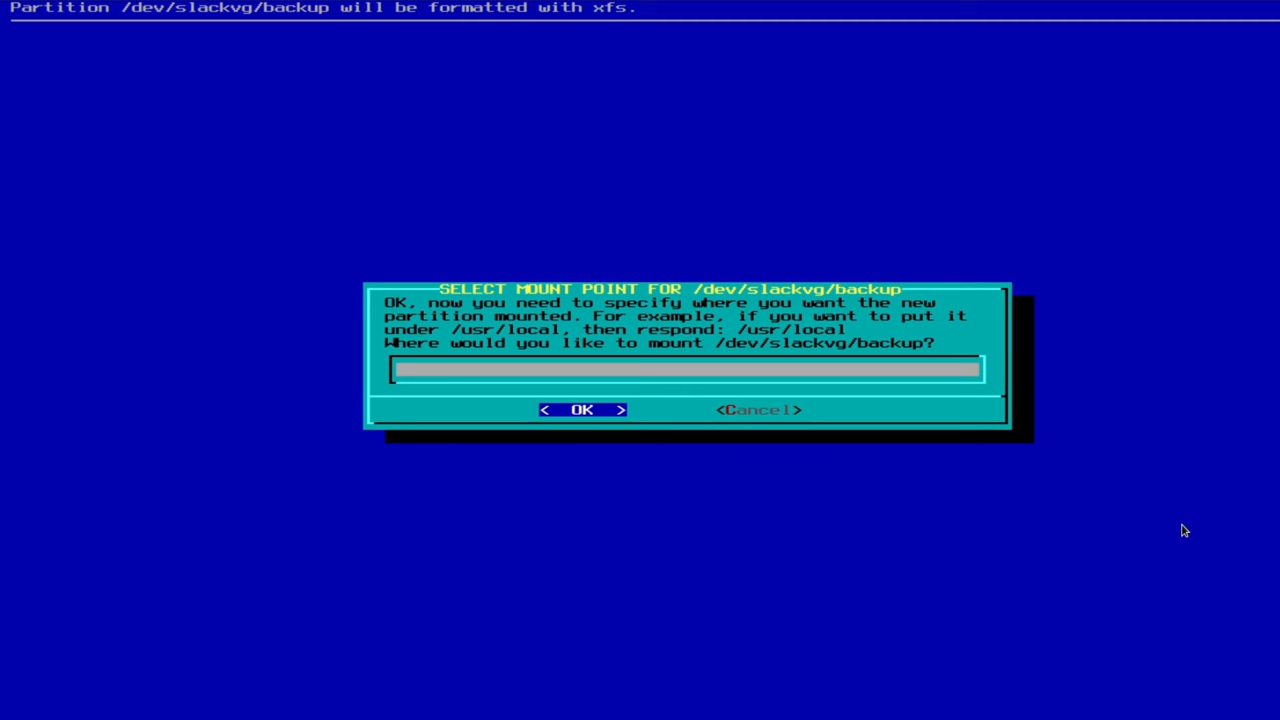 Partition /dev/slackvg/backup will be formatted with xfs.
SELECT MOUNT POINT FOR /dev/slackvg/backup
OK, now you need to specify where you want the new
partition mounted. For example, if you want to put it
under /usr/local, then respond: /usr/local
Where would you like to mount /dev/slackvg/backup?
< OK > <Cancel>